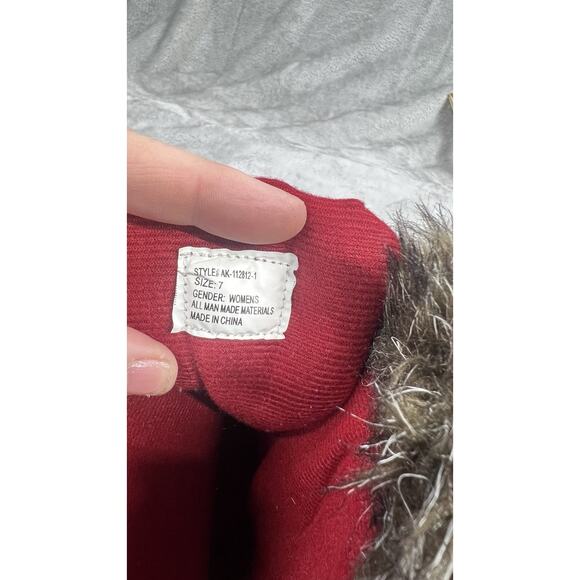 STYLE# AK-112812-1
SIZE: 7
GENDER: WOMENS
ALL MAN MADE MATERIALS
MADE IN CHINA